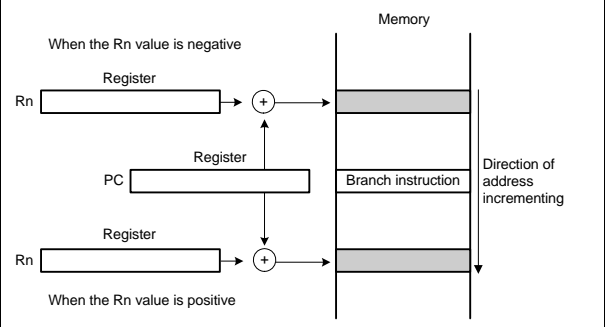 Memory
When the Rn value is negative
Register
Rn
+
Register
PC
Branch instruction
Direction of
address
incrementing
Register
Rn
+
When the Rn value is positive